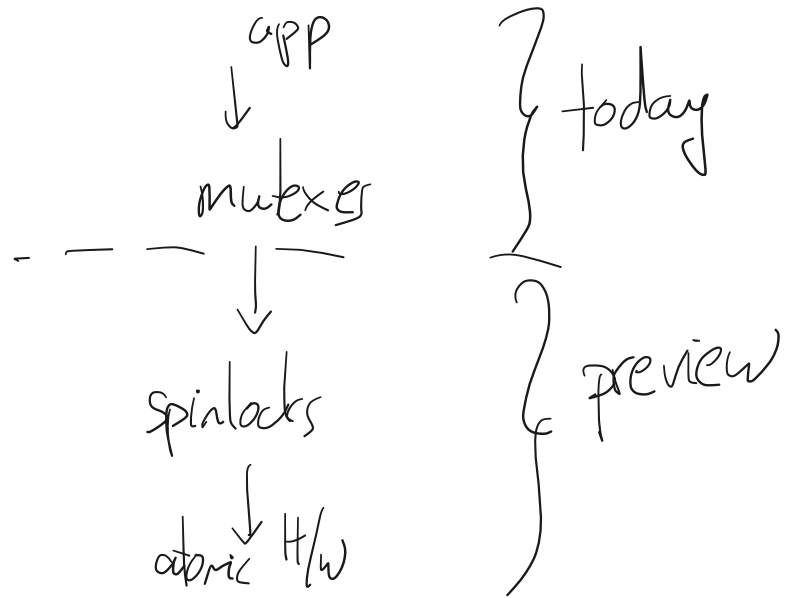 app
today
mutexes
preview
spinlocks
atomic H/W